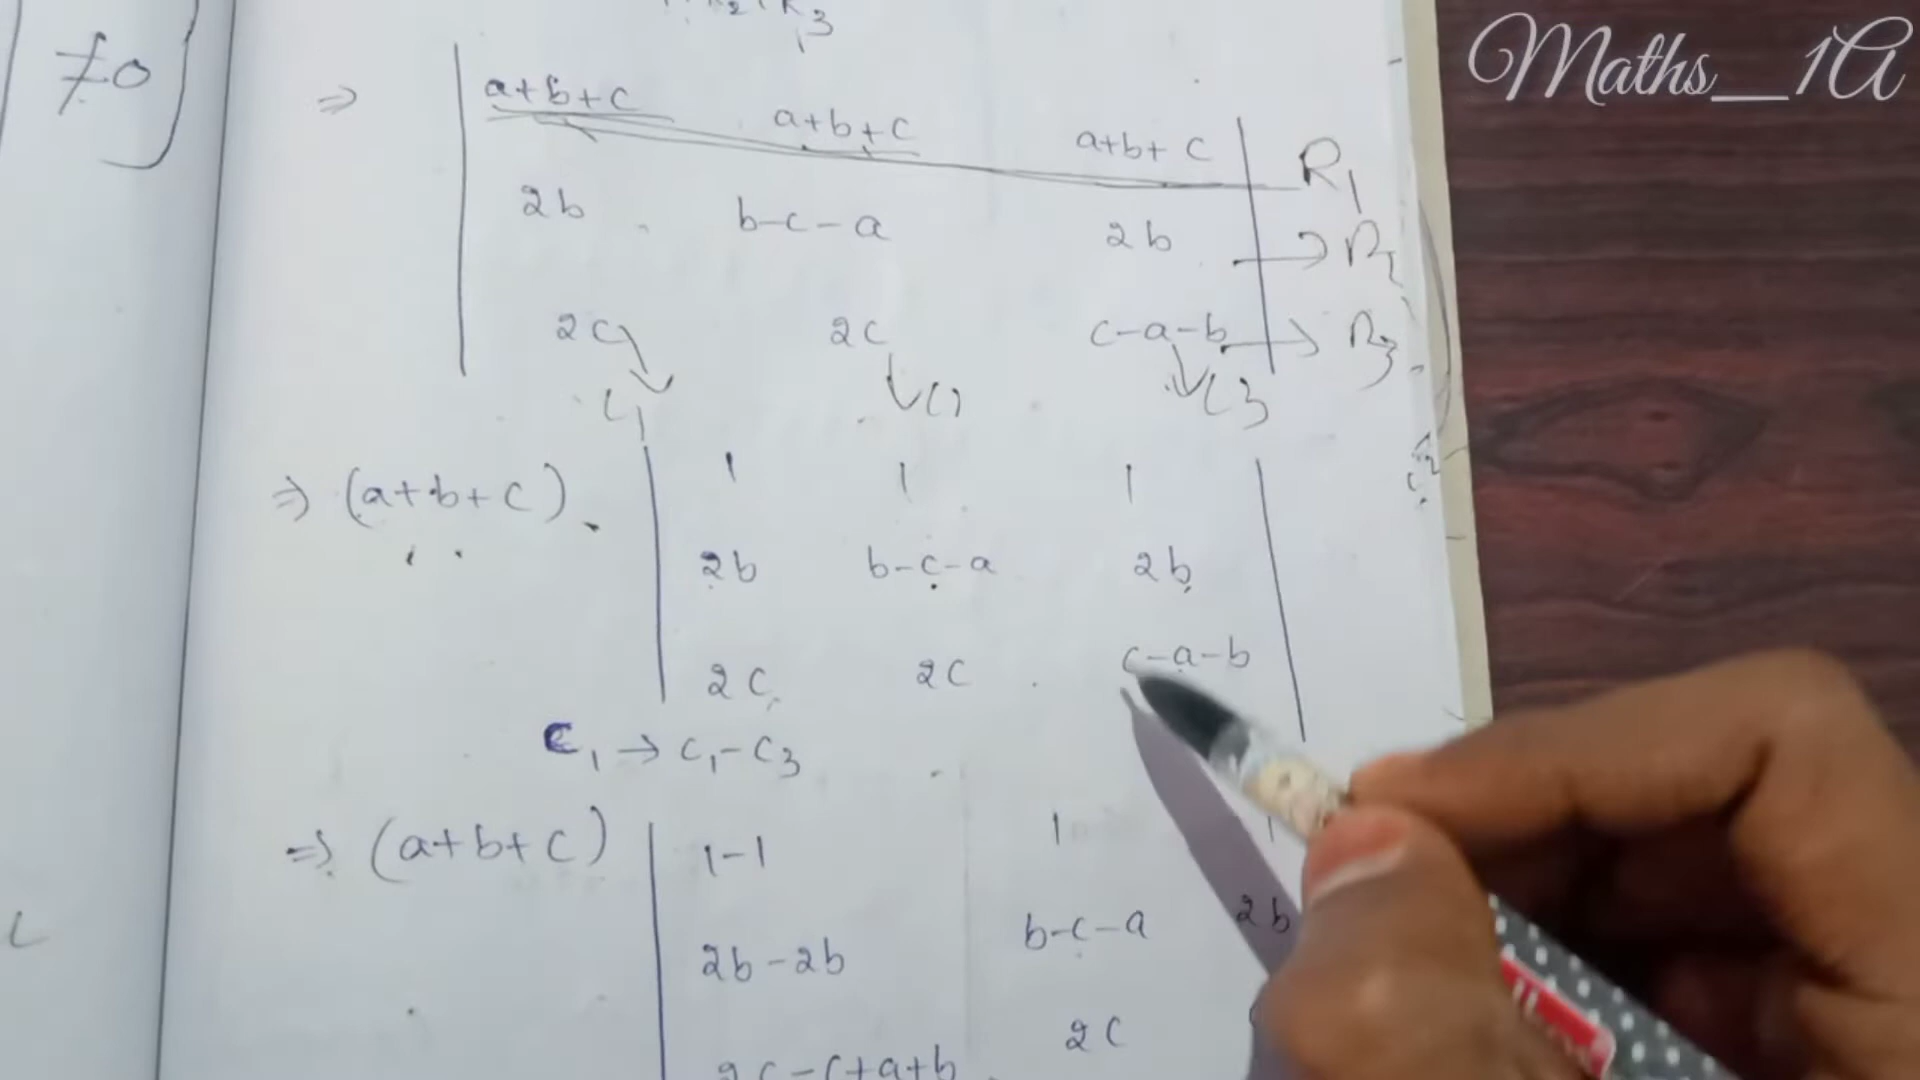 Maths_1A
≠0
⇒ | a+b+c a+b+c a+b+c | R1
2b b-c-a 2b → R2
2c 2c c-a-b → R3
C1 C3
⇒ (a+b+c) | 1 1 1 |
2b b-c-a 2b
2c 2c c-a-b
C1 → C1-C3
⇒ (a+b+c) | 1-1 1 1
2b-2b b-c-a 2b
2c-c+a+b 2c